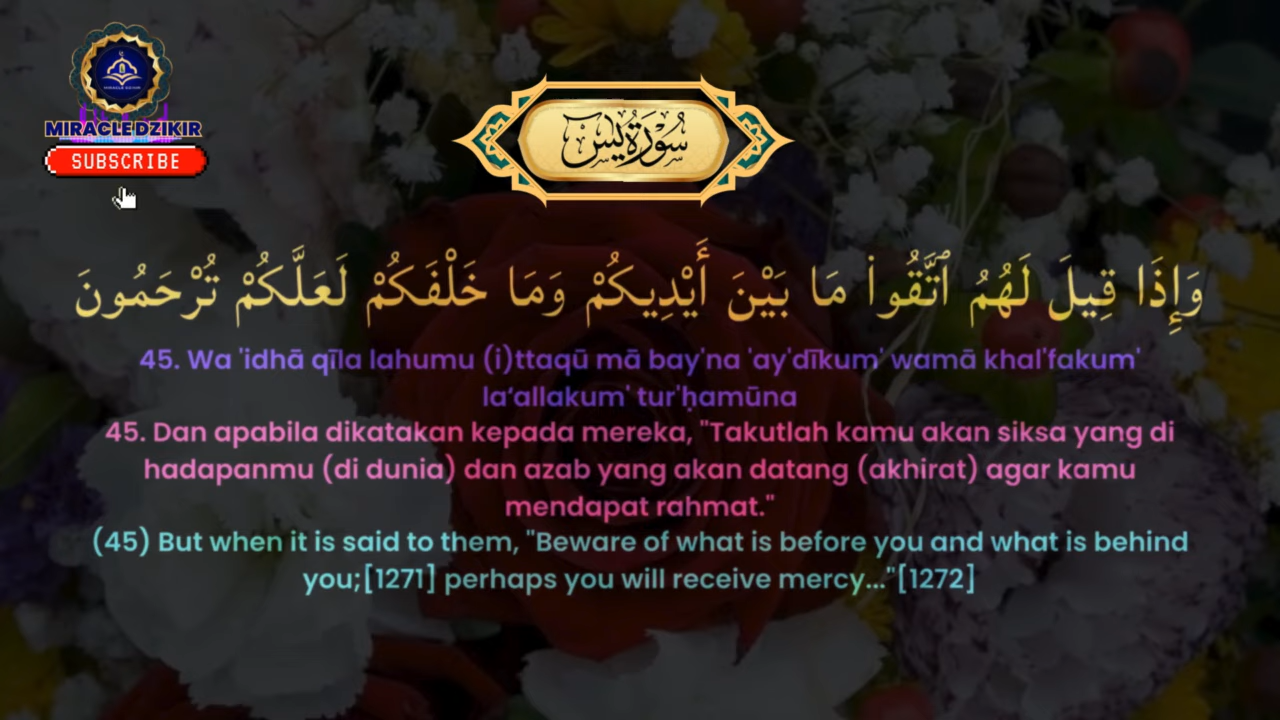 MIRACLE DZIKIR
SUBSCRIBE
سُوْرَةُ يٰسٓ
وَإِذَا قِيلَ لَهُمُ ٱتَّقُوا۟ مَا بَيْنَ أَيْدِيكُمْ وَمَا خَلْفَكُمْ لَعَلَّكُمْ تُرْحَمُونَ
45. Wa 'idhā qīla lahumu (i)ttaqū mā bay'na 'ay'dīkum' wamā khal'fakum'
la‘allakum' tur'ḥamūna
45. Dan apabila dikatakan kepada mereka, "Takutlah kamu akan siksa yang di
hadapanmu (di dunia) dan azab yang akan datang (akhirat) agar kamu
mendapat rahmat."
(45) But when it is said to them, "Beware of what is before you and what is behind
you;[1271] perhaps you will receive mercy..."[1272]